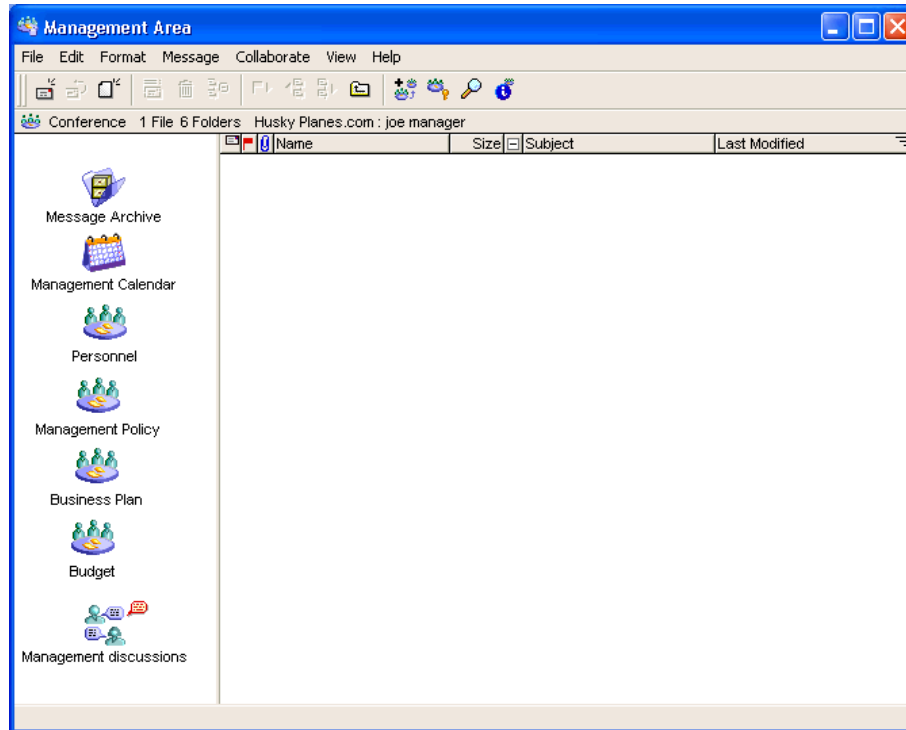 Management Area
File Edit Format Message Collaborate View Help
Conference 1 File 6 Folders Husky Planes.com : joe manager
Name Size Subject Last Modified
Message Archive
Management Calendar
Personnel
Management Policy
Business Plan
Budget
Management discussions